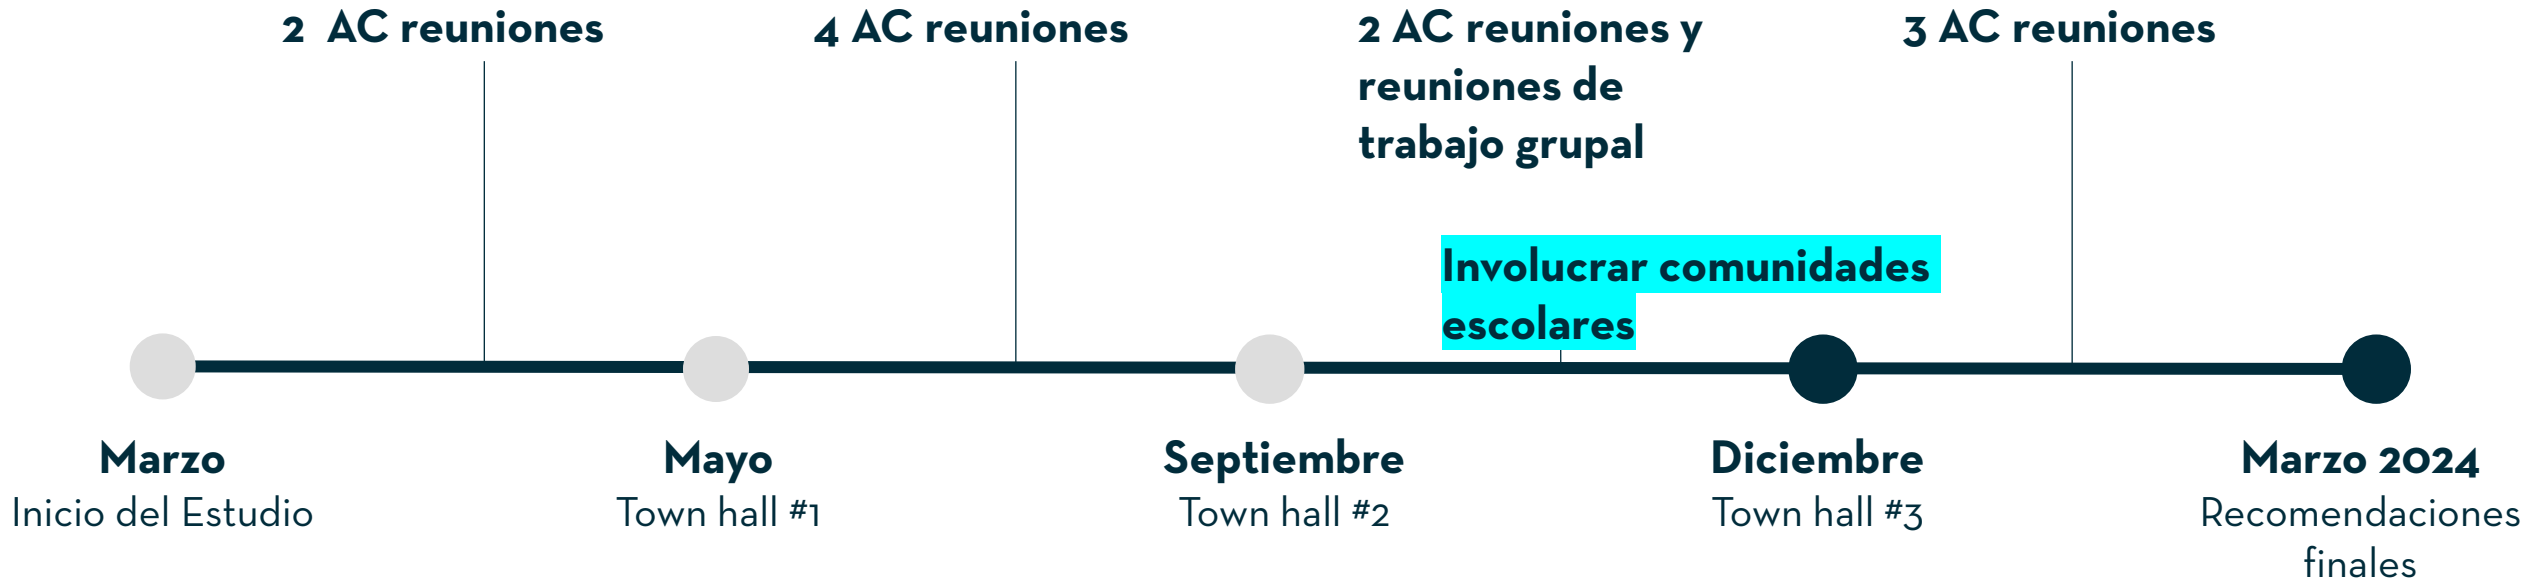 2 AC reuniones
4 AC reuniones
2 AC reuniones y
reuniones de
trabajo grupal
3 AC reuniones
Involucrar comunidades
escolares
Marzo
Inicio del Estudio
Mayo
Town hall #1
Septiembre
Town hall #2
Diciembre
Town hall #3
Marzo 2024
Recomendaciones
finales